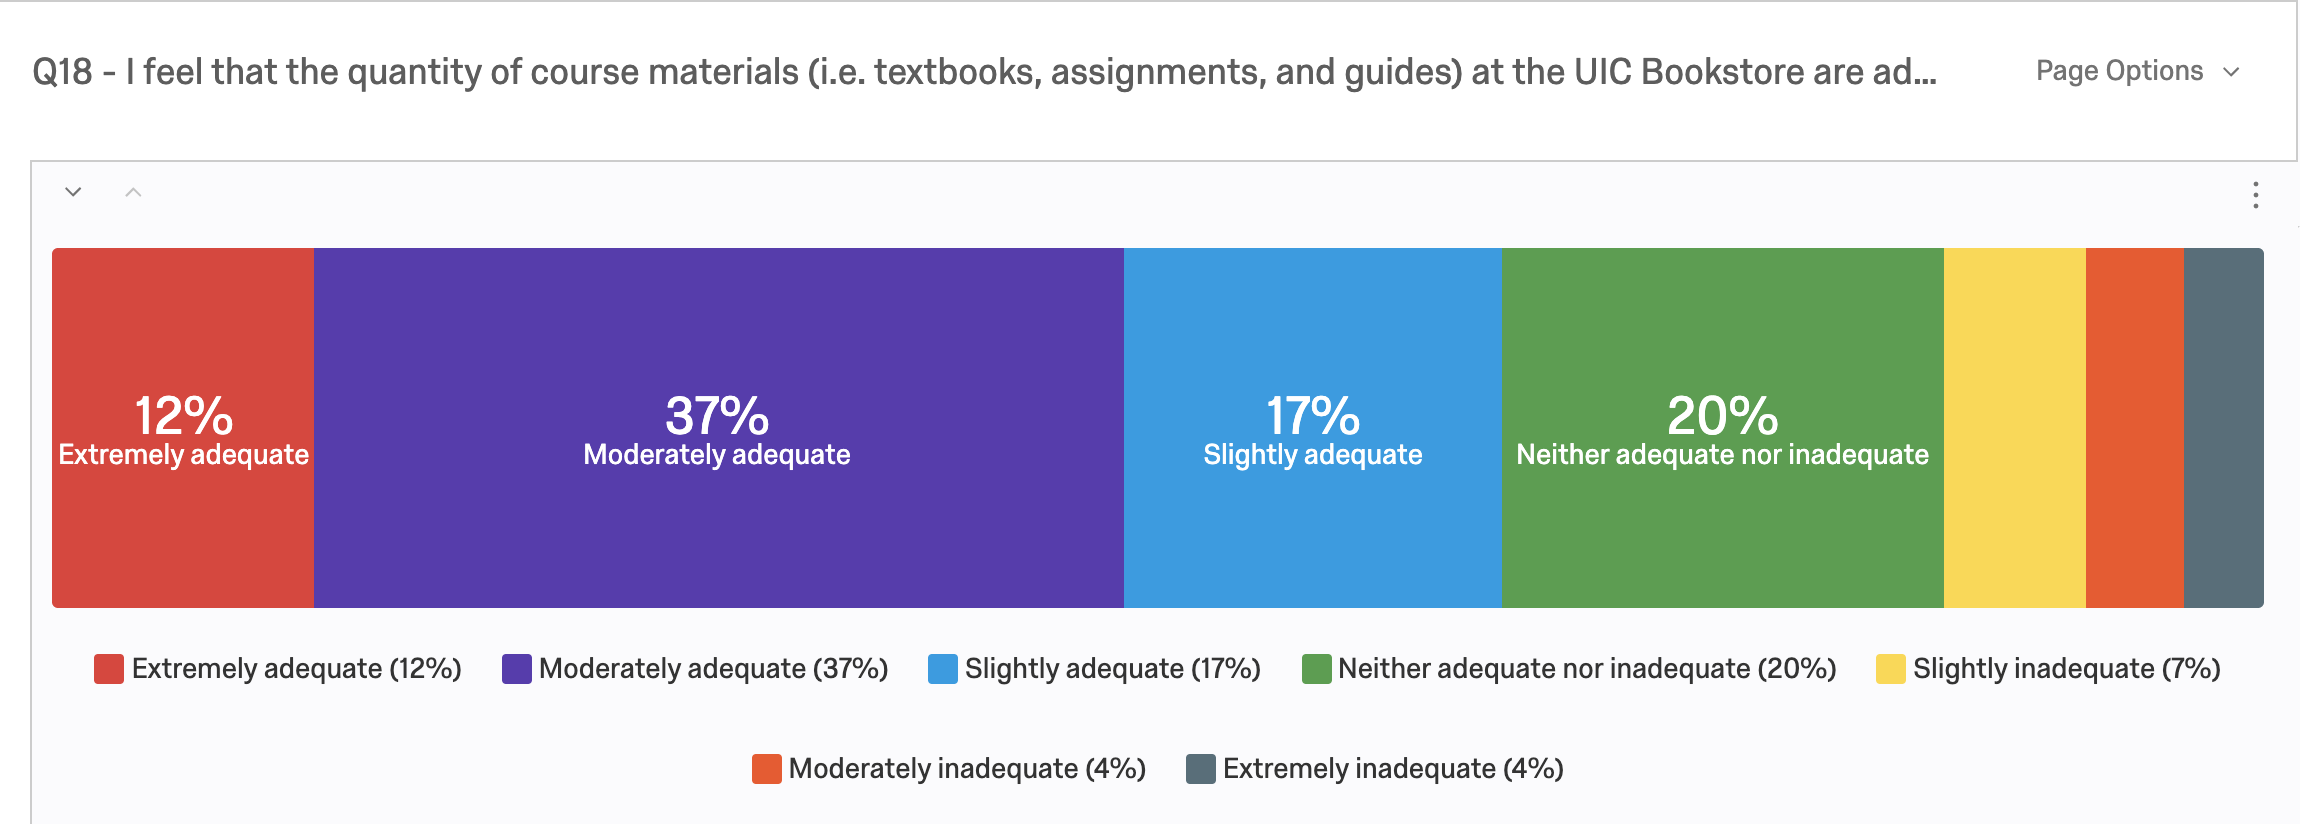 Q18 - I feel that the quantity of course materials (i.e. textbooks, assignments, and guides) at the UIC Bookstore are ad...
Page Options
12%
Extremely adequate
37%
Moderately adequate
17%
Slightly adequate
20%
Neither adequate nor inadequate
Extremely adequate (12%)
Moderately adequate (37%)
Slightly adequate (17%)
Neither adequate nor inadequate (20%)
Slightly inadequate (7%)
Moderately inadequate (4%)
Extremely inadequate (4%)